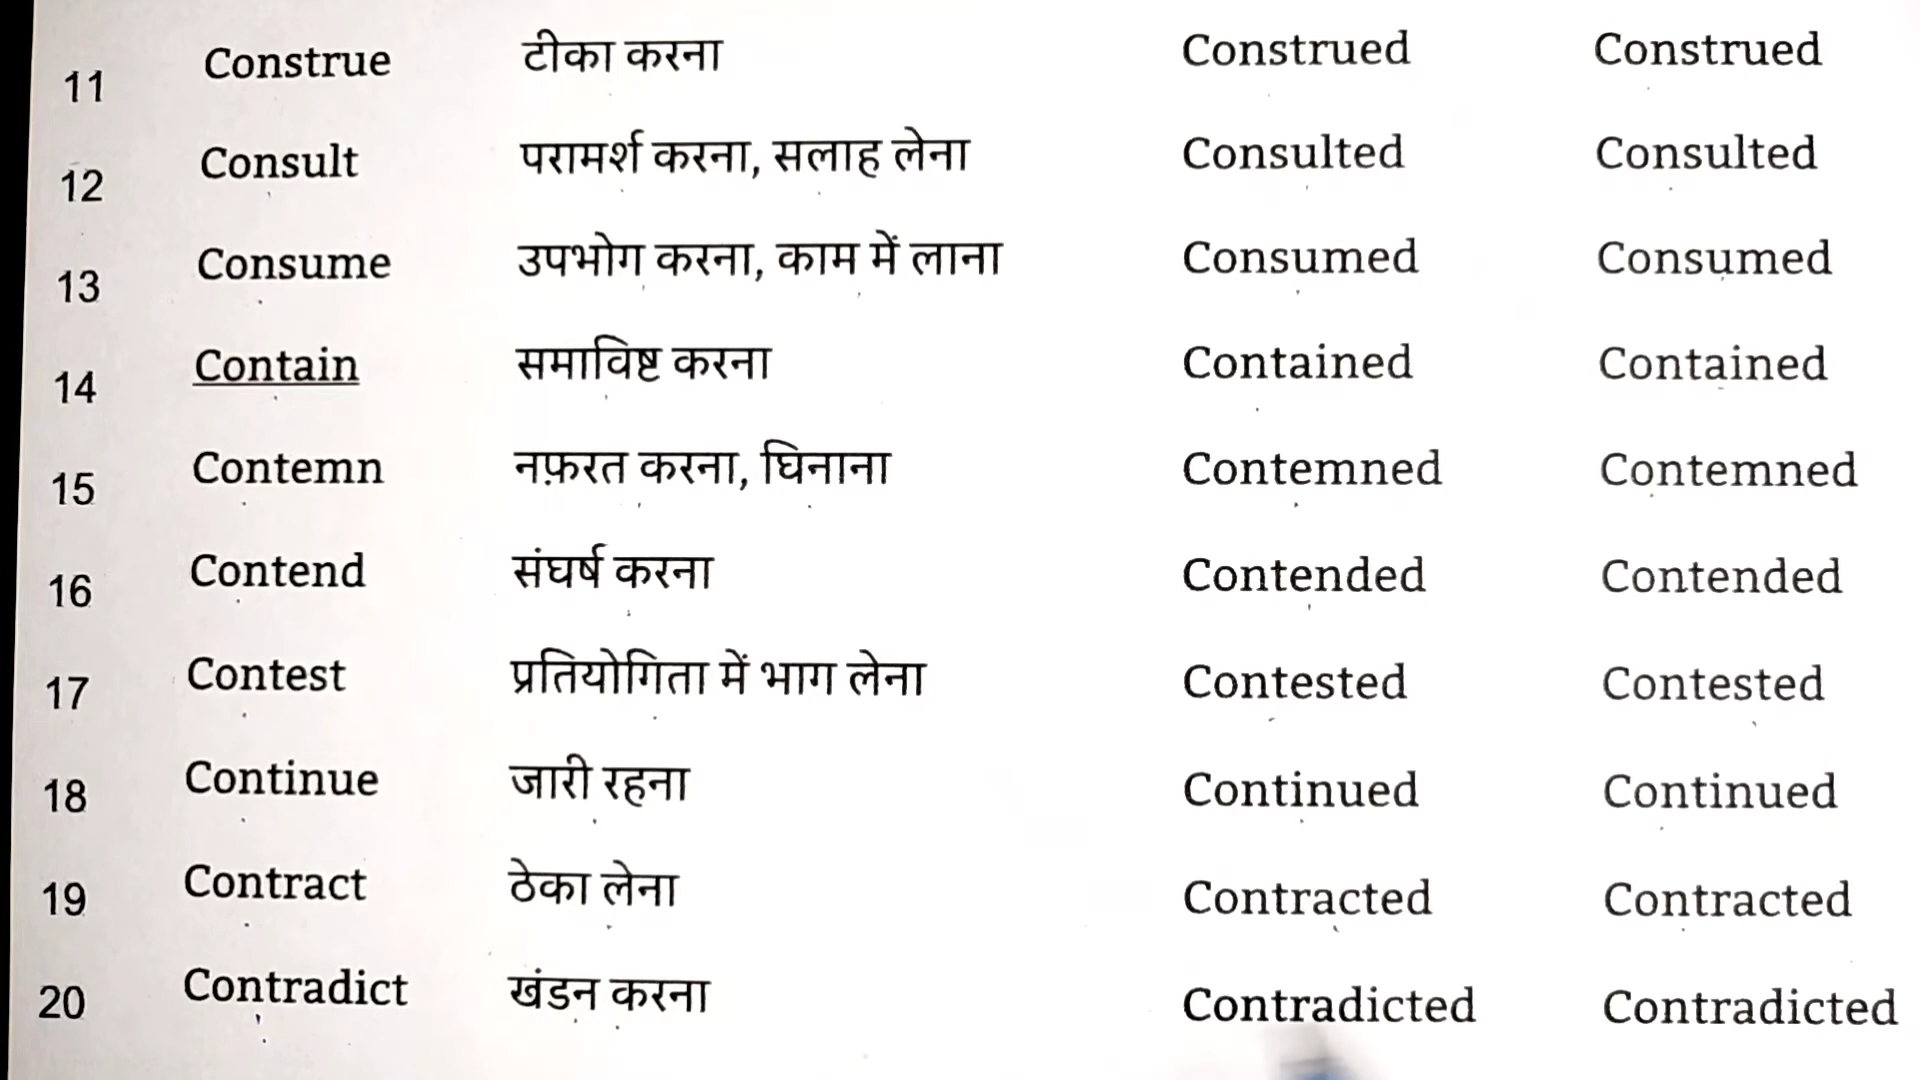 11 Construe टीका करना Construed Construed
12 Consult परामर्श करना, सलाह लेना Consulted Consulted
13 Consume उपभोग करना, काम में लाना Consumed Consumed
14 Contain समाविष्ट करना Contained Contained
15 Contemn नफ़रत करना, घिनाना Contemned Contemned
16 Contend संघर्ष करना Contended Contended
17 Contest प्रतियोगिता में भाग लेना Contested Contested
18 Continue जारी रहना Continued Continued
19 Contract ठेका लेना Contracted Contracted
20 Contradict खंडन करना Contradicted Contradicted